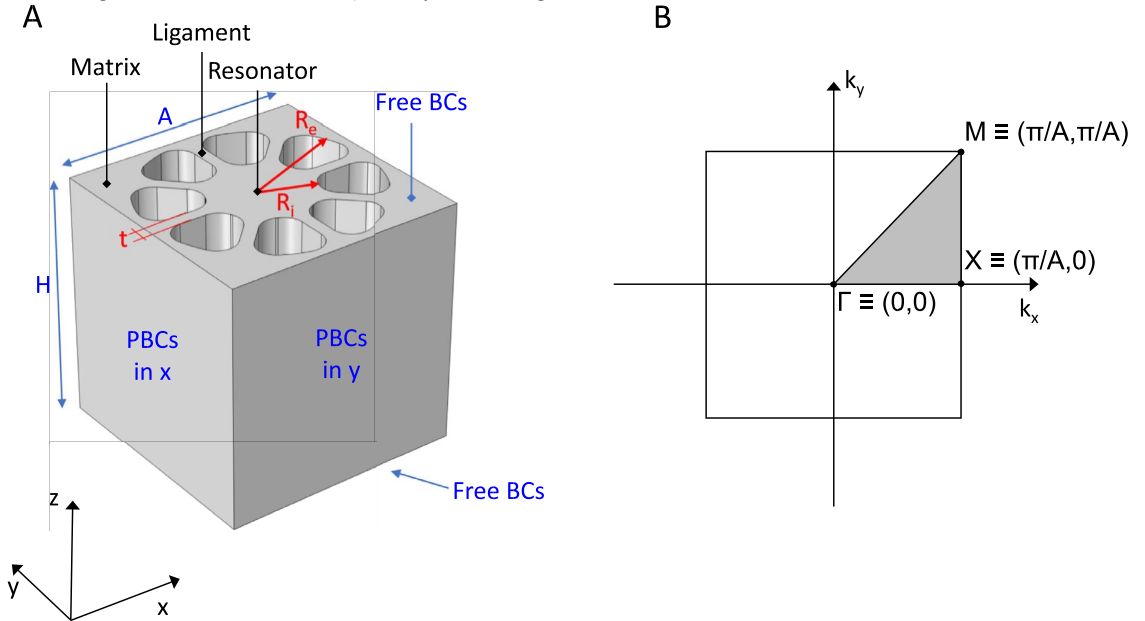 A
B
Ligament
Matrix
Resonator
Free BCs
A
Re
Ri
t
H
PBCs
in x
PBCs
in y
Free BCs
z
y
x
ky
M ≡ (π/A,π/A)
X ≡ (π/A,0)
Γ ≡ (0,0)
kx